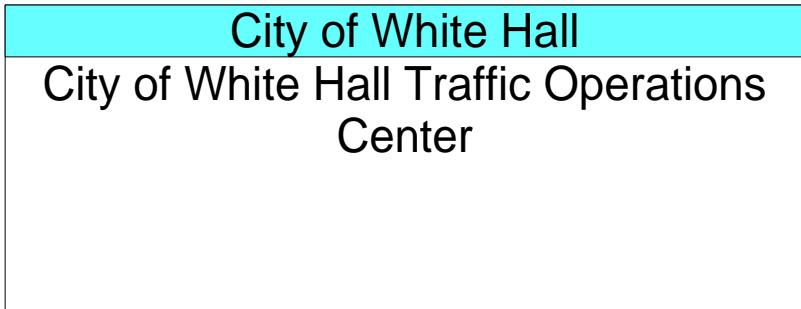 City of White Hall
City of White Hall Traffic Operations
Center